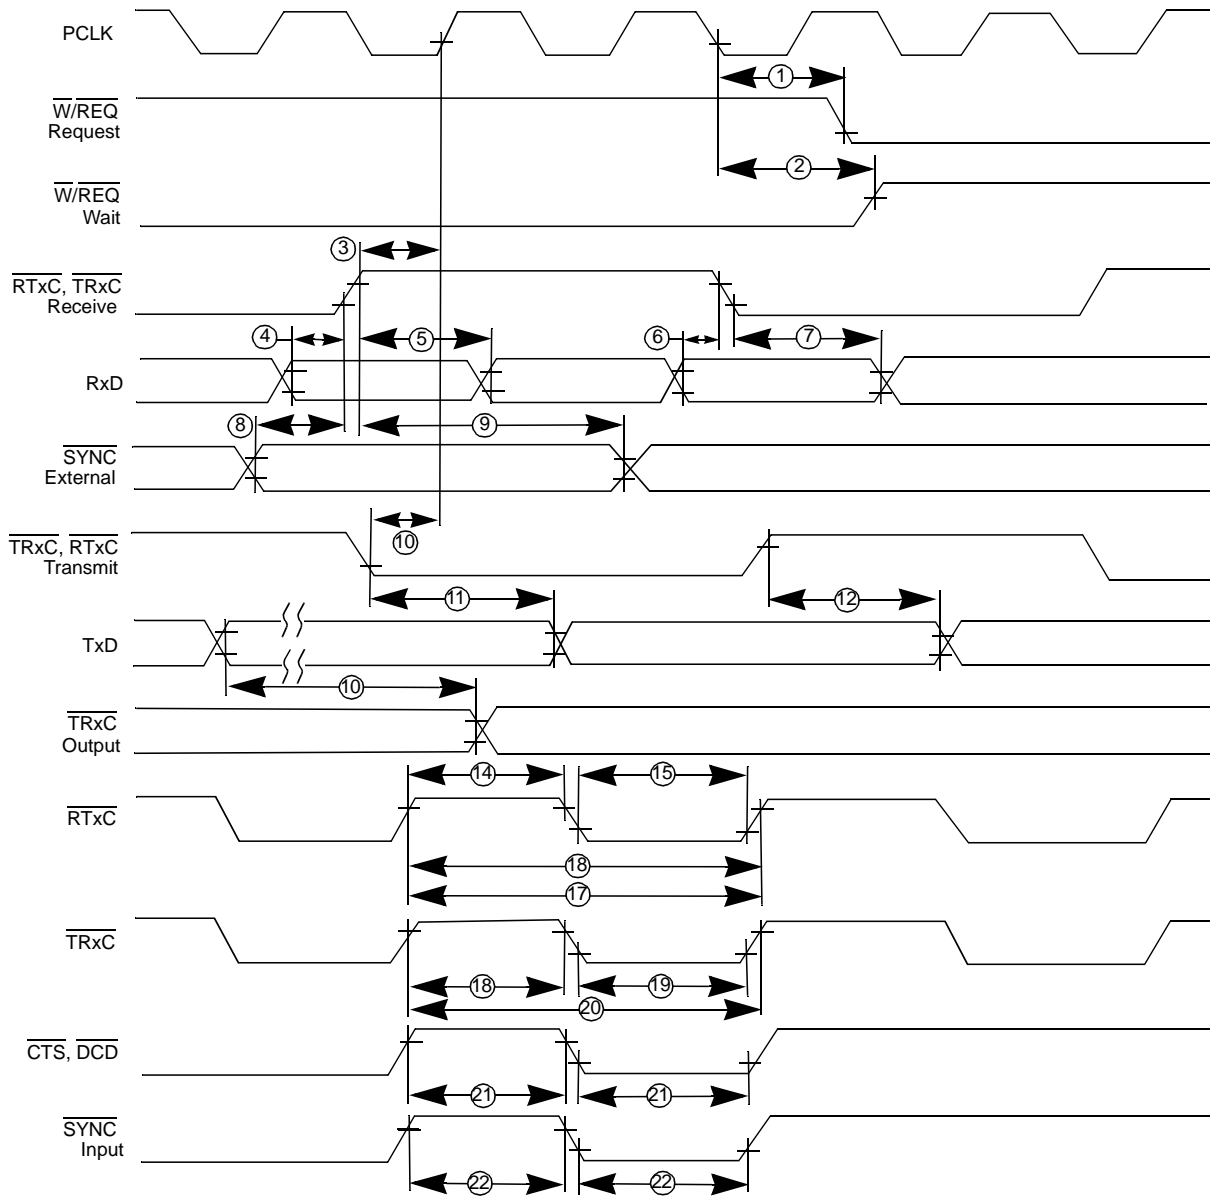 PCLK
1
W/REQ
Request
2
W/REQ
Wait
3
RTxC, TRxC
Receive
4
5
6
7
RxD
8
9
SYNC
External
10
TRxC, RTxC
Transmit
11
12
TxD
10
TRxC
Output
14
15
RTxC
18
17
TRxC
18
19
20
CTS, DCD
21
21
SYNC
Input
22
22